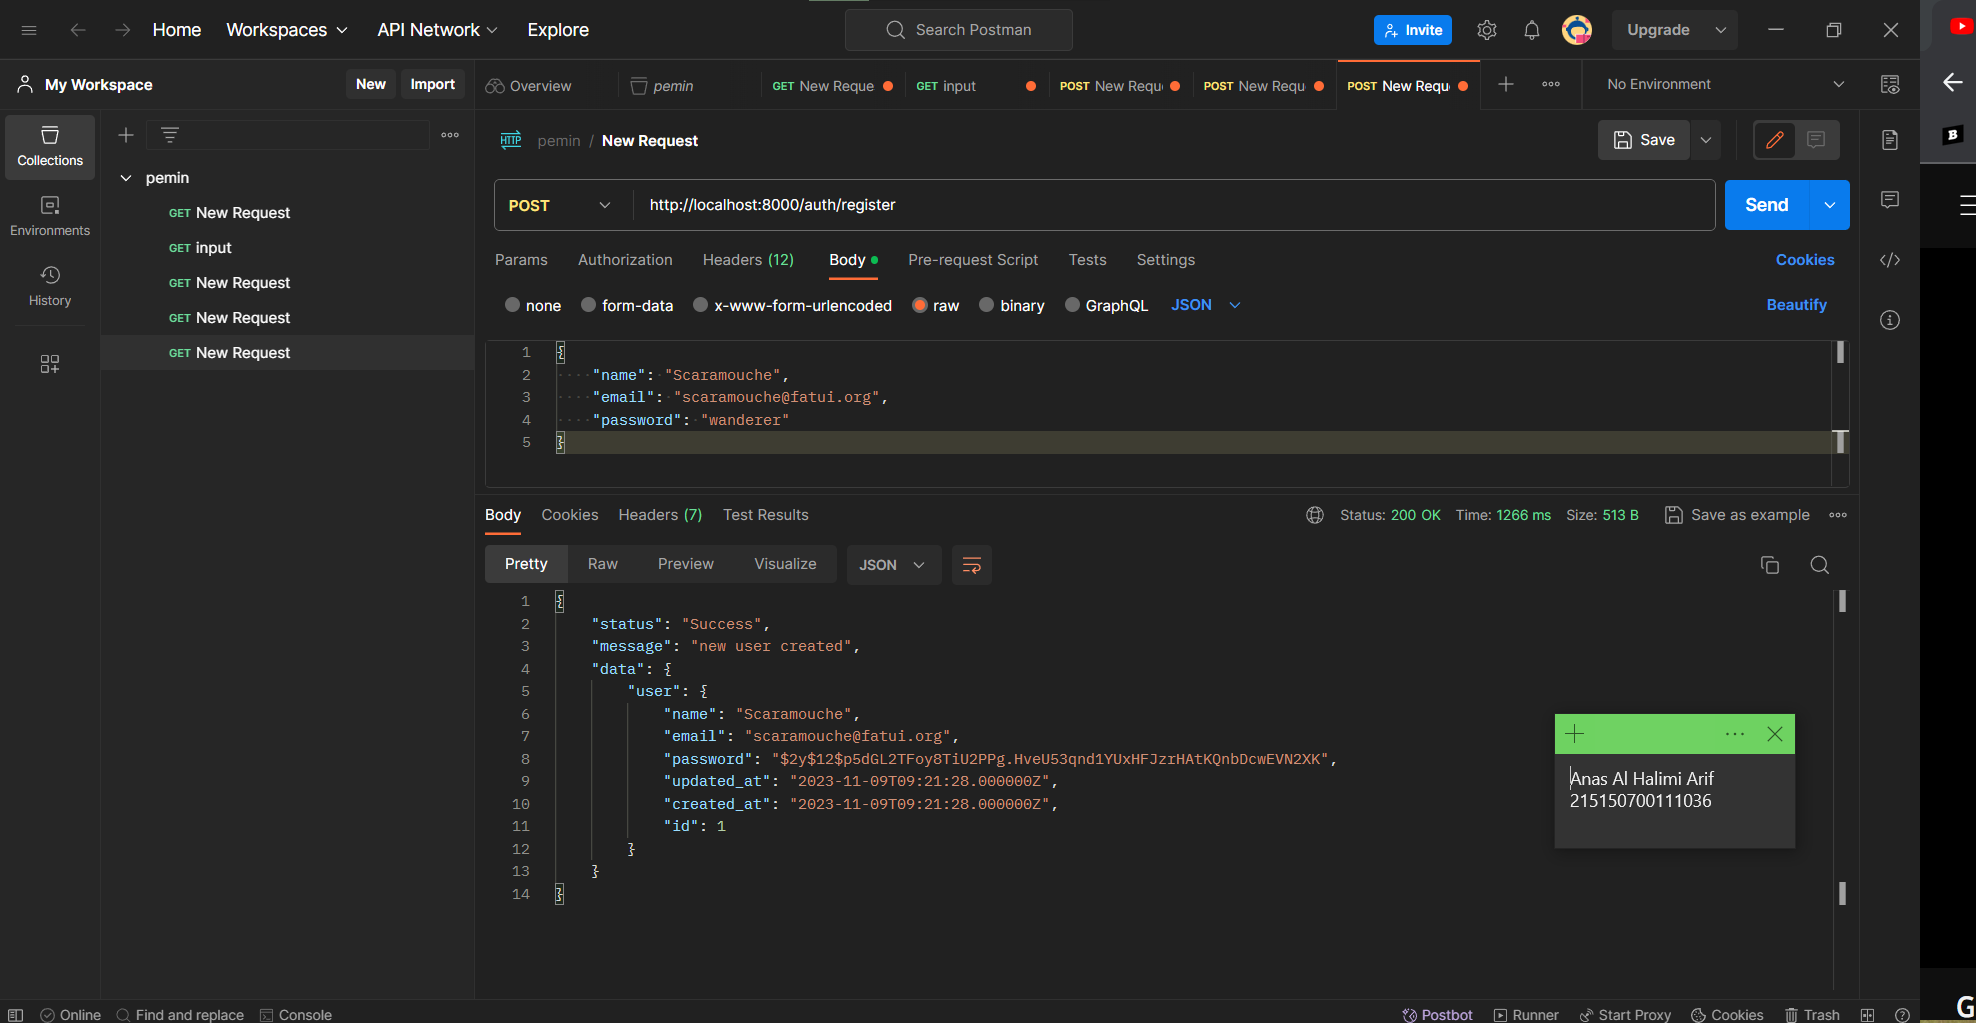 Home Workspaces API Network Explore Search Postman Invite Upgrade
My Workspace New Import Overview pemin GET New Reque GET input POST New Requ POST New Requ POST New Requ No Environment
Collections
Environments
History
pemin
GET New Request
GET input
GET New Request
GET New Request
GET New Request
HTTP pemin / New Request Save
POST http://localhost:8000/auth/register Send
Params Authorization Headers (12) Body Pre-request Script Tests Settings Cookies
none form-data x-www-form-urlencoded raw binary GraphQL JSON Beautify
1 {
2 "name": "Scaramouche",
3 "email": "scaramouche@fatui.org",
4 "password": "wanderer"
5 }
Body Cookies Headers (7) Test Results Status: 200 OK Time: 1266 ms Size: 513 B Save as example
Pretty Raw Preview Visualize JSON
1 {
2 "status": "Success",
3 "message": "new user created",
4 "data": {
5 "user": {
6 "name": "Scaramouche",
7 "email": "scaramouche@fatui.org",
8 "password": "$2y$12$p5dGL2TFoy8TiU2PPg.HveU53qnd1YUxHFJzrHAtKQnbDcwEVN2XK",
9 "updated_at": "2023-11-09T09:21:28.000000Z",
10 "created_at": "2023-11-09T09:21:28.000000Z",
11 "id": 1
12 }
13 }
14 }
Anas Al Halimi Arif
215150700111036
B
G
Online Find and replace Console Postbot Runner Start Proxy Cookies Trash